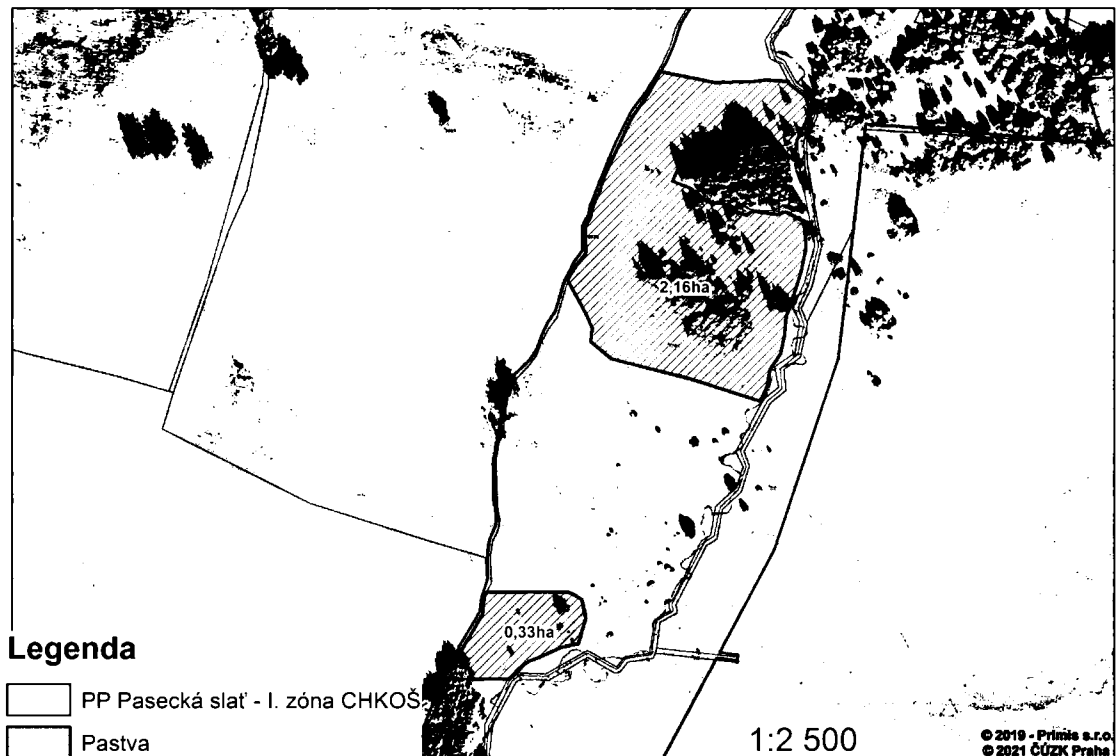 2,16ha
0,33ha
Legenda
PP Pasecká slať - I. zóna CHKOŠ
Pastva
1:2 500
© 2019 - Primis s.r.o.
© 2021 ČÚZK Praha